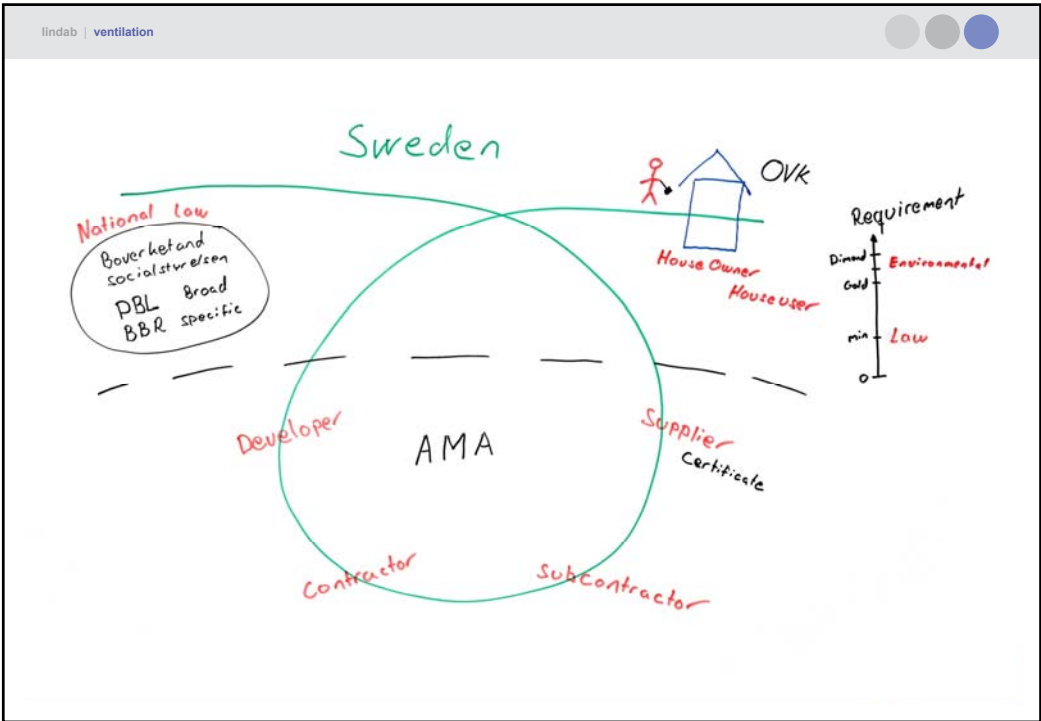 lindab | ventilation
Sweden
OVK
National law
Boverket and
socialstyrelsen
PBL Broad
BBR specific
House Owner
House user
Requirement
Dimond
Environmental
Gold
min
Law
0
Developer
AMA
Supplier
Certificate
Contractor
Subcontractor